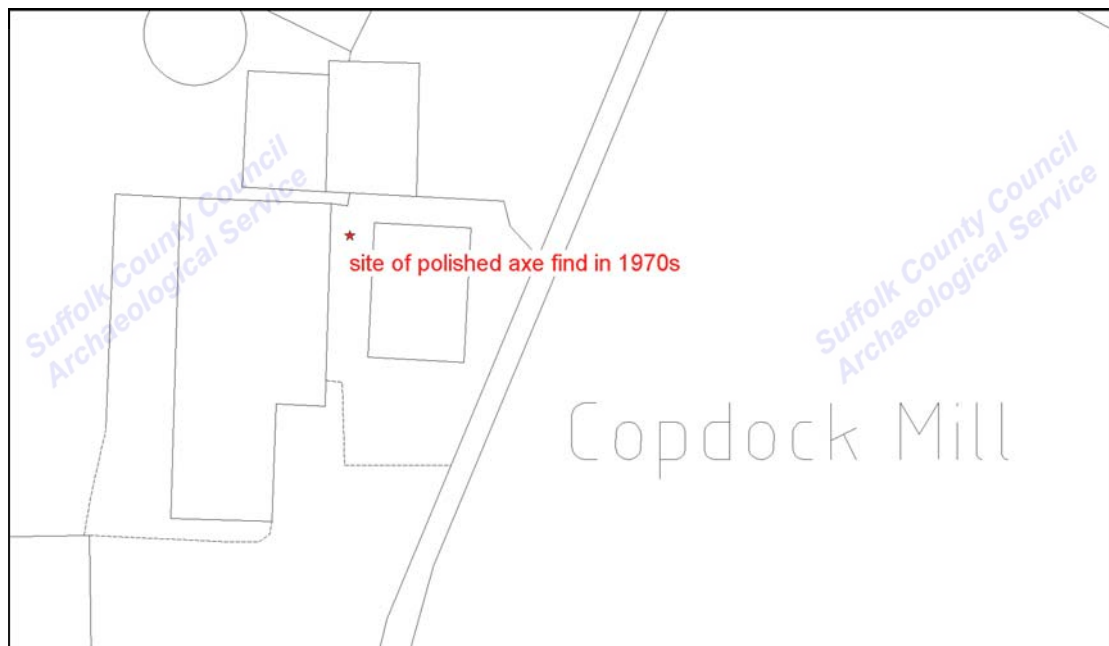 Suffolk County Council
Archaeological Service
Suffolk County Council
Archaeological Service
site of polished axe find in 1970s
Copdock Mill